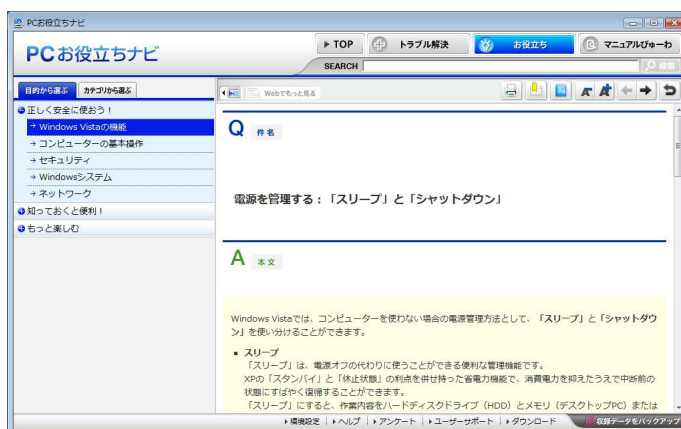 PCお役立ちナビ
PCお役立ちナビ
TOP
トラブル解決
お役立ち
マニュアルびゅーわ
SEARCH
検索
目的から選ぶ
カテゴリから選ぶ
Webでもっと見る
正しく安全に使おう!
Windows Vistaの機能
コンピューターの基本操作
セキュリティ
Windowsシステム
ネットワーク
知っておくと便利!
もっと楽しむ
Q 件名
電源を管理する:「スリープ」と「シャットダウン」
A 本文
Windows Vistaでは、コンピューターを使わない場合の電源管理方法として、「スリープ」と「シャットダウ
ン」を使い分けることができます。
スリープ
「スリープ」は、電源オフの代わりに使うことができる便利な管理機能です。
XPの「スタンバイ」と「休止状態」の利点を併せ持った省電力機能で、消費電力を抑えたうえで中断前の
状態にすばやく復帰することができます。
「スリープ」にすると、作業内容をハードディスクドライブ(HDD)とメモリ(デスクトップPC)または
環境設定
ヘルプ
アンケート
ユーザーサポート
ダウンロード
収録データをバックアップ